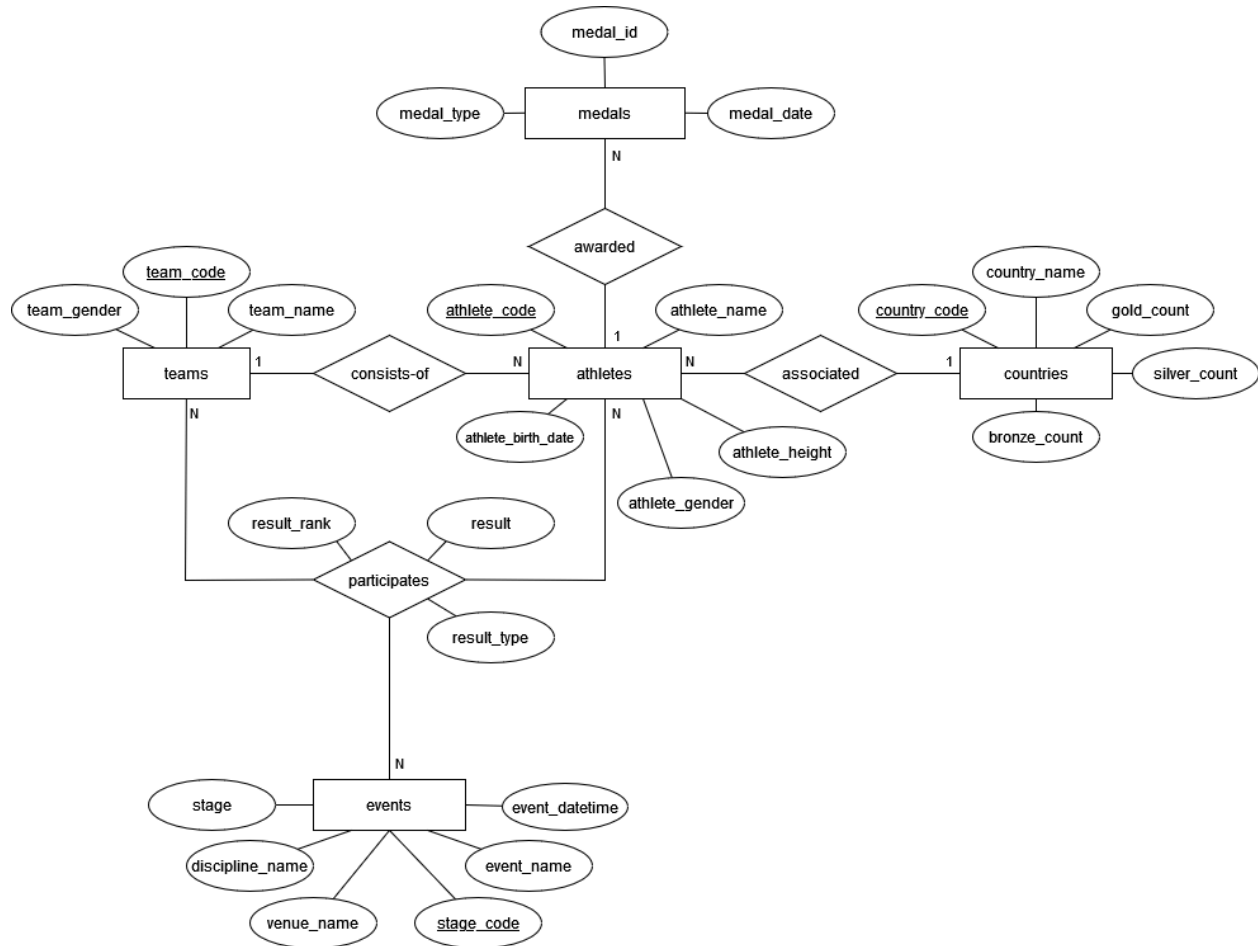 medal_id
medal_type
medals
medal_date
N
awarded
team_code
country_name
team_gender
team_name
athlete_code
athlete_name
country_code
gold_count
1
teams
1
consists-of
N
athletes
N
associated
1
countries
silver_count
N
N
athlete_birth_date
athlete_height
bronze_count
athlete_gender
result_rank
result
participates
result_type
N
stage
events
event_datetime
discipline_name
event_name
venue_name
stage_code